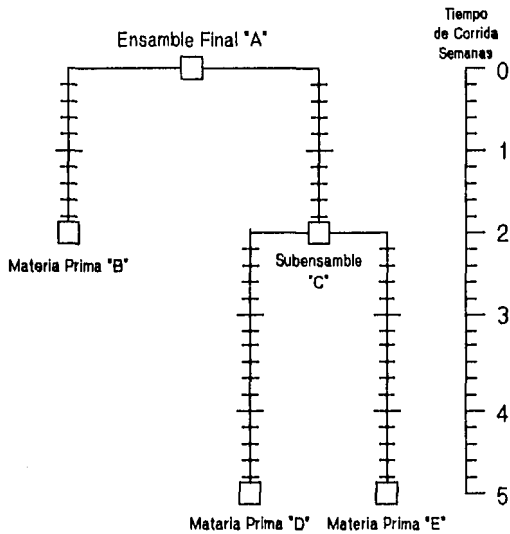 Tiempo
de Corrida
Semanas
Ensamble Final "A"
0
1
2
Materia Prima "B"
Subensamble
"C"
3
4
5
Mataria Prima "D"
Materia Prima "E"